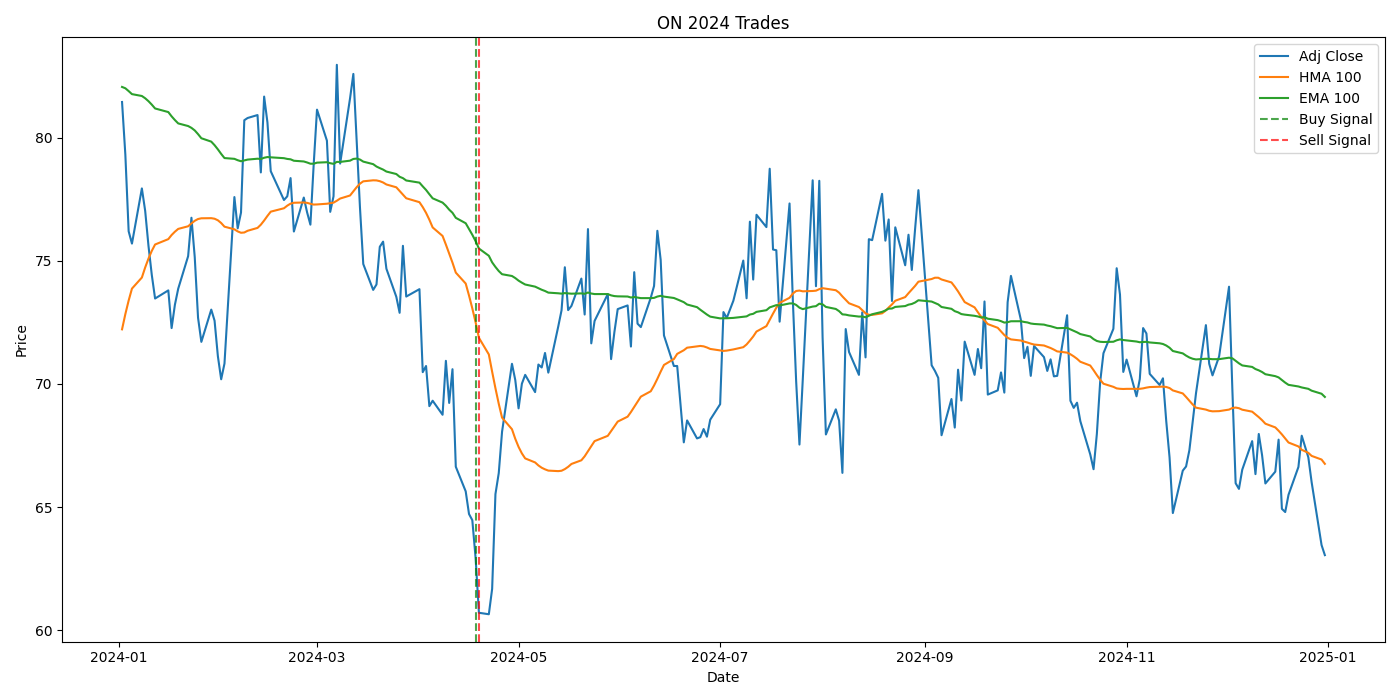 ON 2024 Trades
Adj Close
HMA 100
EMA 100
Buy Signal
Sell Signal
Price
80
75
70
65
60
2024-01
2024-03
2024-05
2024-07
2024-09
2024-11
2025-01
Date